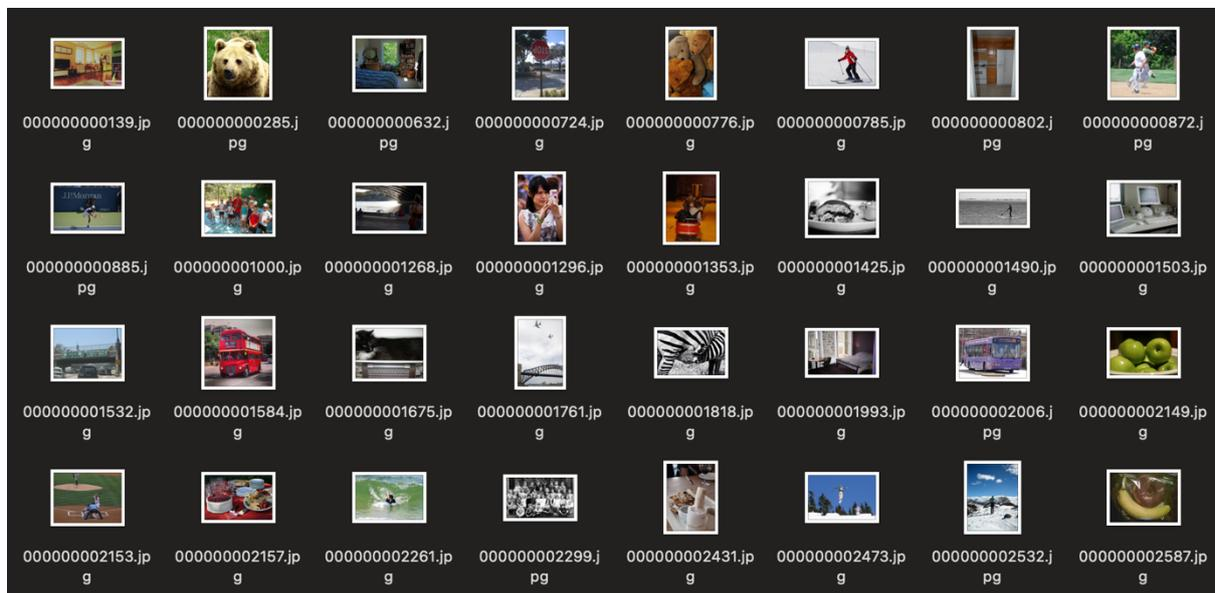 000000000139.jp
g
000000000285.j
pg
000000000632.j
pg
000000000724.jp
g
000000000776.jp
g
000000000785.jp
g
000000000802.j
pg
000000000872.j
pg
J.P.Morgan
000000000885.j
pg
000000001000.jp
g
000000001268.jp
g
000000001296.jp
g
000000001353.jp
g
000000001425.jp
g
000000001490.jp
g
000000001503.jp
g
000000001532.jp
g
000000001584.jp
g
000000001675.jp
g
000000001761.jp
g
000000001818.jp
g
000000001993.jp
g
000000002006.j
pg
000000002149.jp
g
000000002153.jp
g
000000002157.jp
g
000000002261.jp
g
000000002299.j
pg
000000002431.jp
g
000000002473.jp
g
000000002532.j
pg
000000002587.jp
g